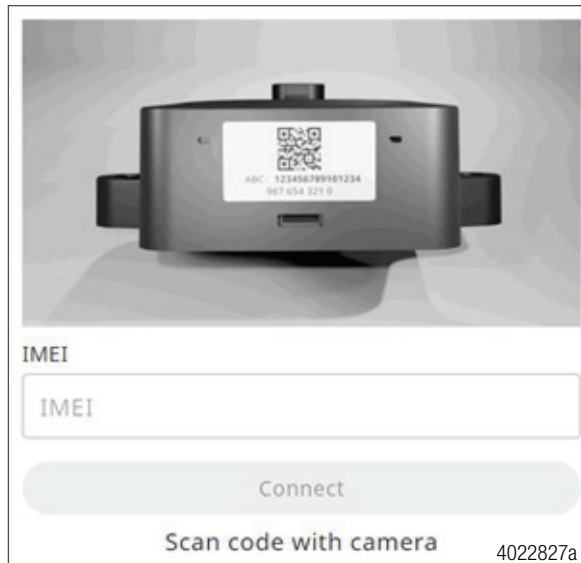 ABC - 123456789101234
987 654 321 0
IMEI
IMEI
Connect
Scan code with camera
4022827a